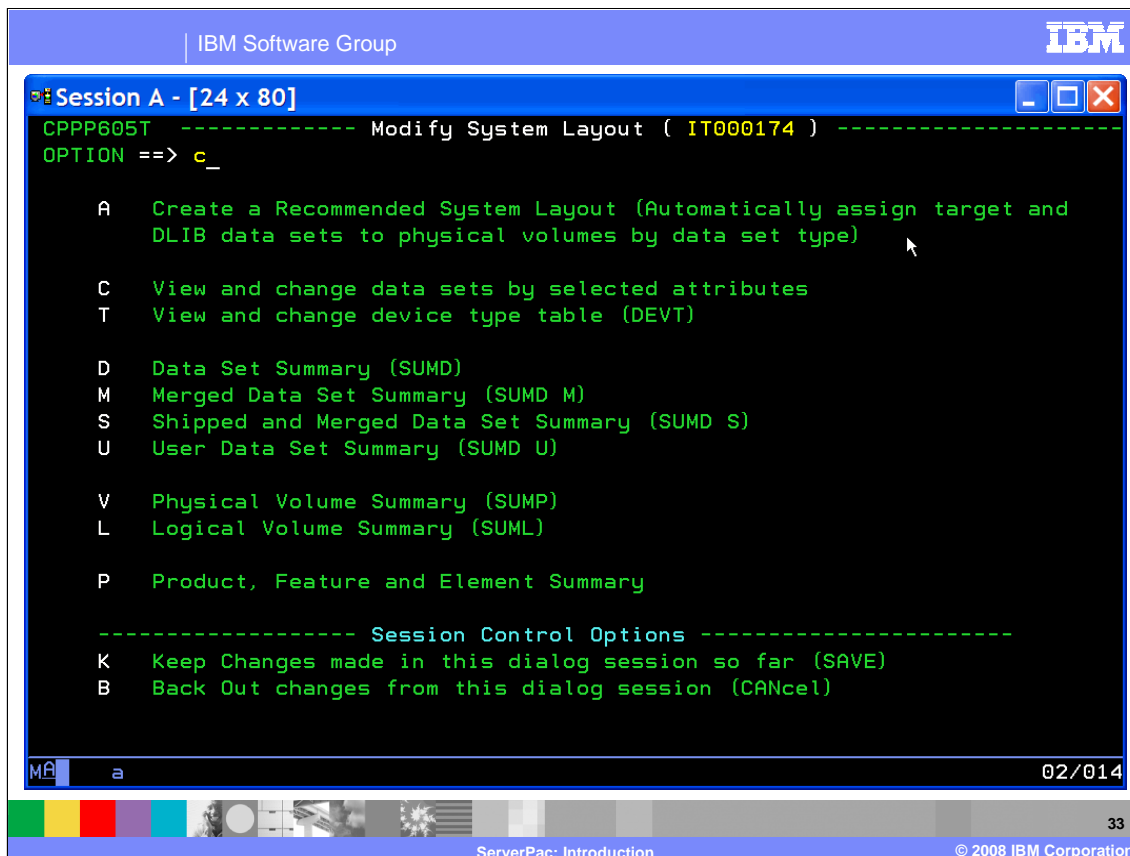 IBM Software Group
IBM
Session A - [24 x 80]
CPPP605T ------------- Modify System Layout ( IT000174 ) ---------------------
OPTION ==> c_
A Create a Recommended System Layout (Automatically assign target and
DLIB data sets to physical volumes by data set type)
C View and change data sets by selected attributes
T View and change device type table (DEVT)
D Data Set Summary (SUMD)
M Merged Data Set Summary (SUMD M)
S Shipped and Merged Data Set Summary (SUMD S)
U User Data Set Summary (SUMD U)
V Physical Volume Summary (SUMP)
L Logical Volume Summary (SUML)
P Product, Feature and Element Summary
------------------- Session Control Options -----------------------
K Keep Changes made in this dialog session so far (SAVE)
B Back Out changes from this dialog session (CANcel)
MA a 02/014
33
ServerPac: Introduction © 2008 IBM Corporation